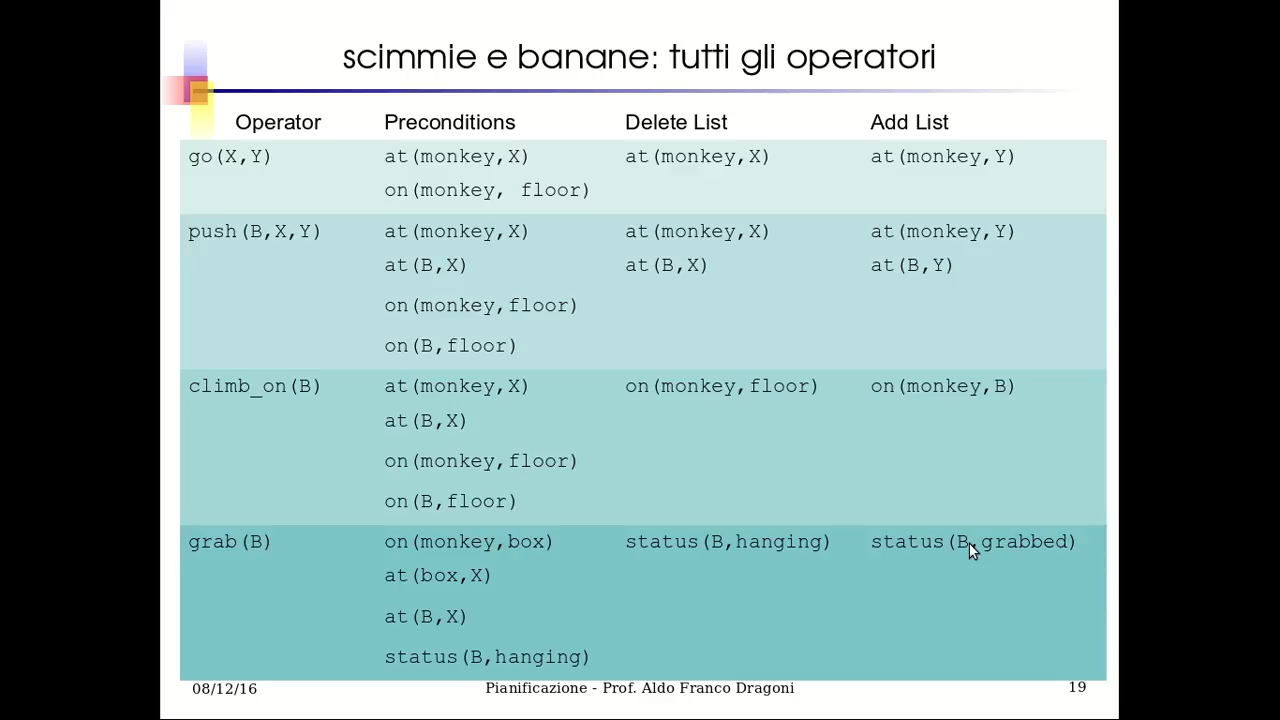 scimmie e banane: tutti gli operatori
Operator Preconditions Delete List Add List
go(X,Y) at(monkey,X) at(monkey,X) at(monkey,Y)
on(monkey, floor)
push(B,X,Y) at(monkey,X) at(monkey,X) at(monkey,Y)
at(B,X) at(B,X) at(B,Y)
on(monkey,floor)
on(B,floor)
climb_on(B) at(monkey,X) on(monkey,floor) on(monkey,B)
at(B,X)
on(monkey,floor)
on(B,floor)
grab(B) on(monkey,box) status(B,hanging) status(B,grabbed)
at(box,X)
at(B,X)
status(B,hanging)
08/12/16 Pianificazione - Prof. Aldo Franco Dragoni 19